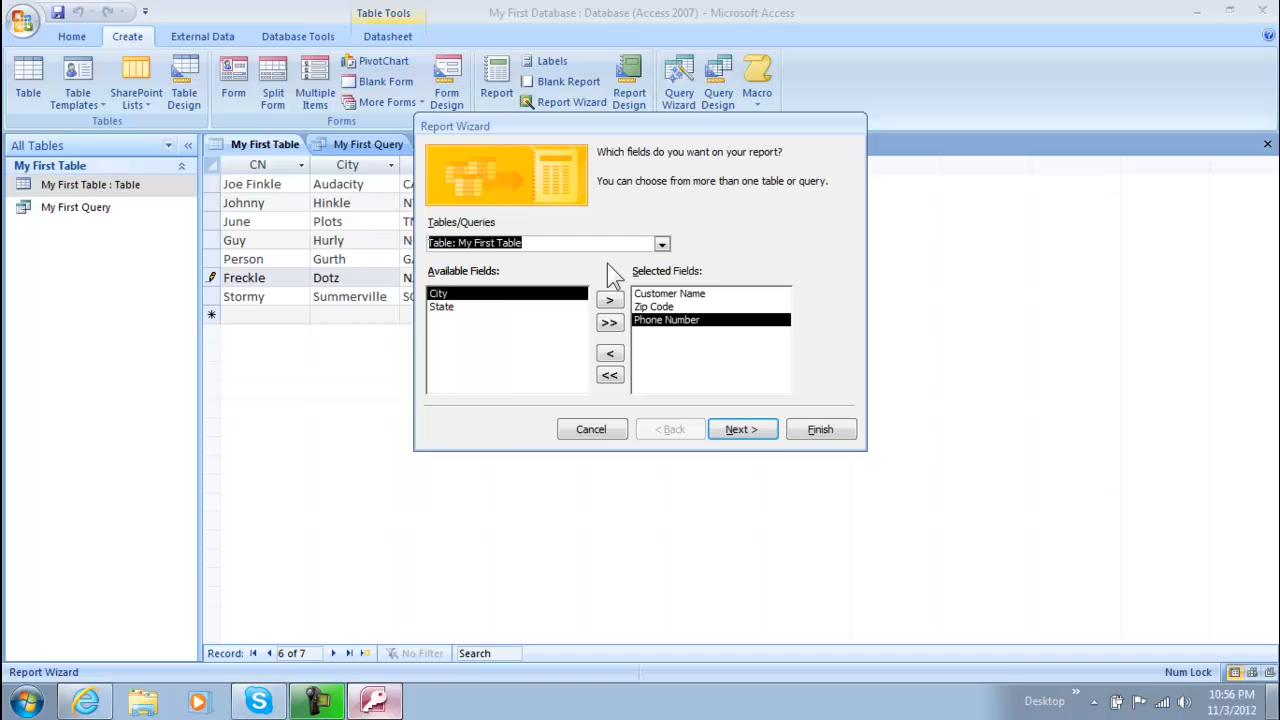 Table Tools
My First Database : Database (Access 2007) - Microsoft Access
Home Create External Data Database Tools Datasheet
Table
Table Templates
SharePoint Lists
Table Design
Tables
Form
Split Form
Multiple Items
PivotChart
Blank Form
More Forms
Form Design
Forms
Report
Labels
Blank Report
Report Wizard
Report Design
Query Wizard
Query Design
Macro
All Tables
My First Table
My First Table : Table
My First Query
My First Table My First Query
CN City
Joe Finkle Audacity
Johnny Hinkle
June Plots
Guy Hurly
Person Gurth
Freckle Dotz
Stormy Summerville
Report Wizard
Which fields do you want on your report?
You can choose from more than one table or query.
Tables/Queries
Table: My First Table
Available Fields: Selected Fields:
City
State
>
>>
<
<<
Customer Name
Zip Code
Phone Number
Cancel < Back Next > Finish
Record: 6 of 7 No Filter Search
Report Wizard Num Lock
Desktop
10:56 PM
11/3/2012